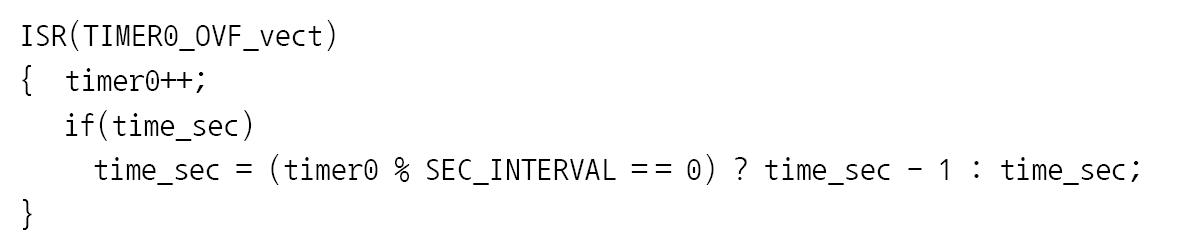 ISR(TIMER0_OVF_vect)
{  timer0++;
   if(time_sec)
     time_sec = (timer0 % SEC_INTERVAL == 0) ? time_sec - 1 : time_sec;
}